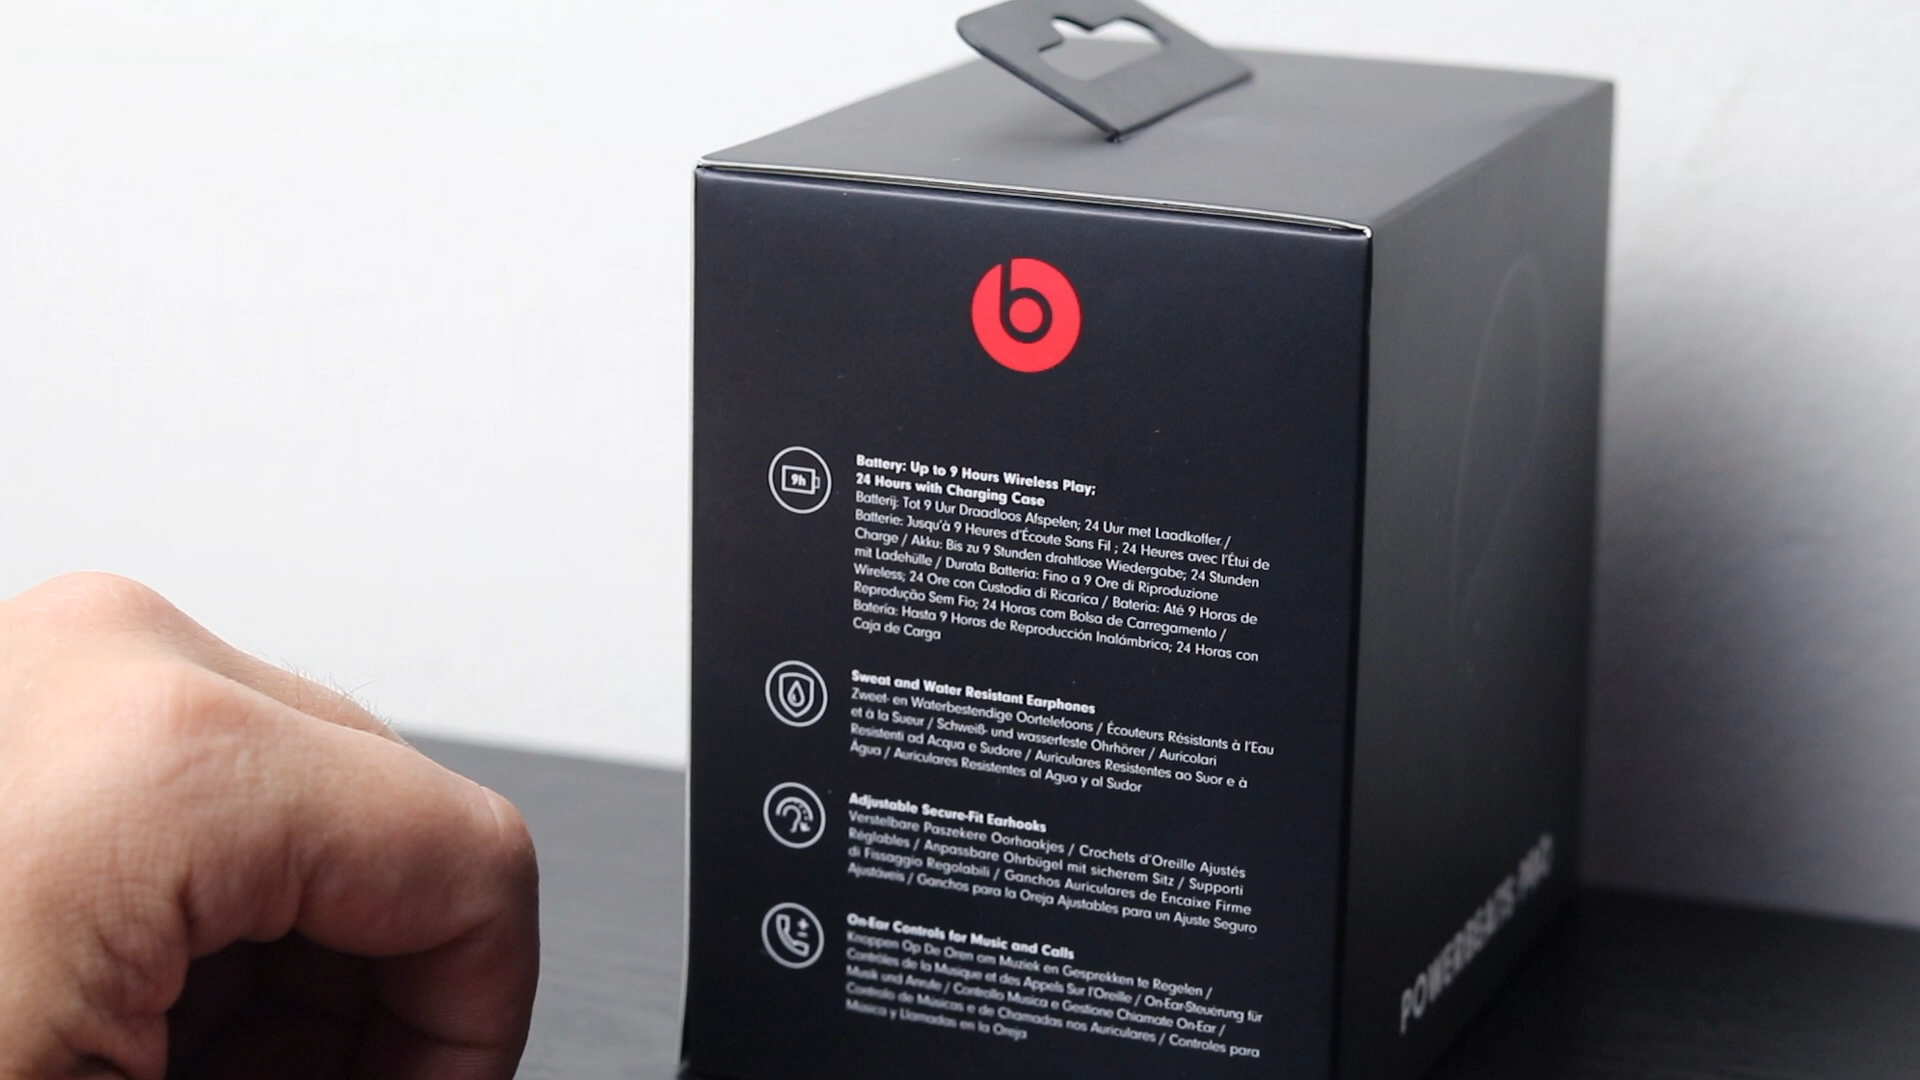 b
9h
Battery: Up to 9 Hours Wireless Play;
24 Hours with Charging Case
Batterij: Tot 9 Uur Draadloos Afspelen; 24 Uur met Laadkoffer /
Batterie: Jusqu'à 9 Heures d'Écoute Sans Fil ; 24 Heures avec l'Étui de
Charge / Akku: Bis zu 9 Stunden drahtlose Wiedergabe; 24 Stunden
mit Ladehülle / Durata Batteria: Fino a 9 Ore di Riproduzione
Wireless; 24 Ore con Custodia di Ricarica / Bateria: Até 9 Horas de
Reprodução Sem Fio; 24 Horas com Bolsa de Carregamento /
Batería: Hasta 9 Horas de Reproducción Inalámbrica; 24 Horas con
Caja de Carga
Sweat and Water Resistant Earphones
Zweet- en Waterbestendige Oortelefoons / Écouteurs Résistants à l'Eau
et à la Sueur / Schweiß- und wasserfeste Ohrhörer / Auricolari
Resistenti ad Acqua e Sudore / Auriculares Resistentes ao Suor e à
Água / Auriculares Resistentes al Agua y al Sudor
Adjustable Secure-Fit Earhooks
Verstelbare Paszekere Oorhaakjes / Crochets d'Oreille Ajustés
Réglables / Anpassbare Ohrbügel mit sicherem Sitz / Supporti
di Fissaggio Regolabili / Ganchos Auriculares de Encaixe Firme
Ajustáveis / Ganchos para la Oreja Ajustables para un Ajuste Seguro
On-Ear Controls for Music and Calls
Knoppen Op De Oren om Muziek en Gesprekken te Regelen /
Contrôles de la Musique et des Appels Sur l'Oreille / On-Ear-Steuerung für
Musik und Anrufe / Controllo Musica e Gestione Chiamate On-Ear /
Controlo de Músicas e de Chamadas nos Auriculares / Controles para
Música y Llamadas en la Oreja
POWERBEATS PRO